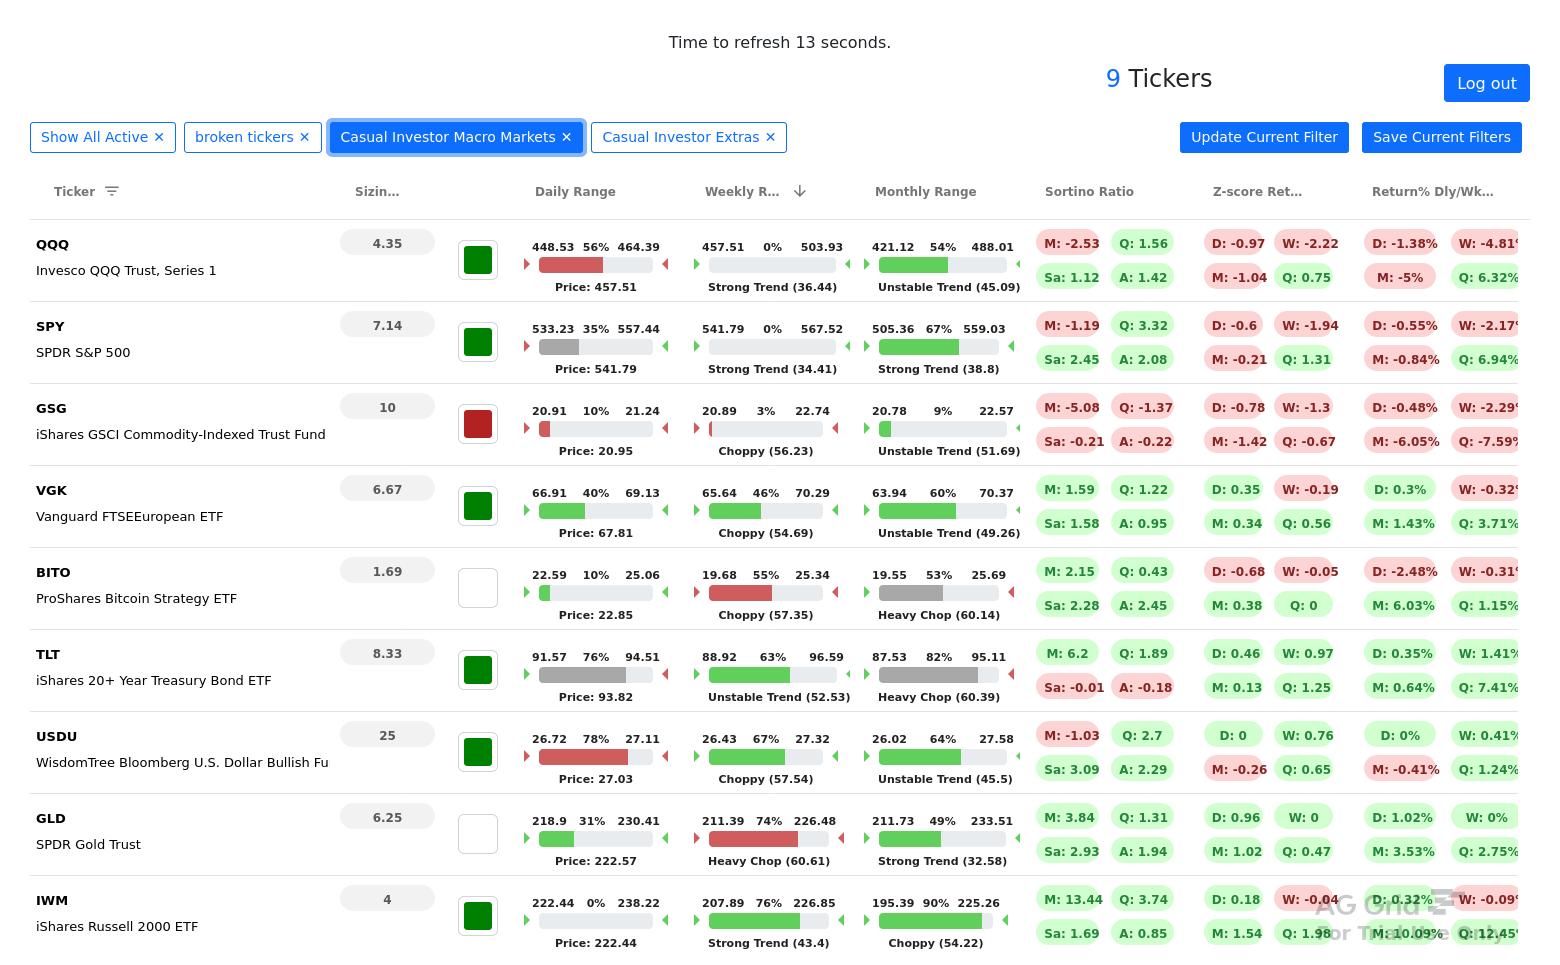 Time to refresh 13 seconds.
9 Tickers
Log out
Show All Active ✕ broken tickers ✕ Casual Investor Macro Markets ✕ Casual Investor Extras ✕ Update Current Filter Save Current Filters
Ticker Sizin... Daily Range Weekly R... Monthly Range Sortino Ratio Z-score Ret... Return% Dly/Wk...
QQQ 4.35 448.53 56% 464.39 457.51 0% 503.93 421.12 54% 488.01 M: -2.53 Q: 1.56 D: -0.97 W: -2.22 D: -1.38% W: -4.81%
Invesco QQQ Trust, Series 1 Sa: 1.12 A: 1.42 M: -1.04 Q: 0.75 M: -5% Q: 6.32%
Price: 457.51 Strong Trend (36.44) Unstable Trend (45.09)
SPY 7.14 533.23 35% 557.44 541.79 0% 567.52 505.36 67% 559.03 M: -1.19 Q: 3.32 D: -0.6 W: -1.94 D: -0.55% W: -2.17%
SPDR S&P 500 Sa: 2.45 A: 2.08 M: -0.21 Q: 1.31 M: -0.84% Q: 6.94%
Price: 541.79 Strong Trend (34.41) Strong Trend (38.8)
GSG 10 20.91 10% 21.24 20.89 3% 22.74 20.78 9% 22.57 M: -5.08 Q: -1.37 D: -0.78 W: -1.3 D: -0.48% W: -2.29%
iShares GSCI Commodity-Indexed Trust Fund Sa: -0.21 A: -0.22 M: -1.42 Q: -0.67 M: -6.05% Q: -7.59%
Price: 20.95 Choppy (56.23) Unstable Trend (51.69)
VGK 6.67 66.91 40% 69.13 65.64 46% 70.29 63.94 60% 70.37 M: 1.59 Q: 1.22 D: 0.35 W: -0.19 D: 0.3% W: -0.32%
Vanguard FTSEEuropean ETF Sa: 1.58 A: 0.95 M: 0.34 Q: 0.56 M: 1.43% Q: 3.71%
Price: 67.81 Choppy (54.69) Unstable Trend (49.26)
BITO 1.69 22.59 10% 25.06 19.68 55% 25.34 19.55 53% 25.69 M: 2.15 Q: 0.43 D: -0.68 W: -0.05 D: -2.48% W: -0.31%
ProShares Bitcoin Strategy ETF Sa: 2.28 A: 2.45 M: 0.38 Q: 0 M: 6.03% Q: 1.15%
Price: 22.85 Choppy (57.35) Heavy Chop (60.14)
TLT 8.33 91.57 76% 94.51 88.92 63% 96.59 87.53 82% 95.11 M: 6.2 Q: 1.89 D: 0.46 W: 0.97 D: 0.35% W: 1.41%
iShares 20+ Year Treasury Bond ETF Sa: -0.01 A: -0.18 M: 0.13 Q: 1.25 M: 0.64% Q: 7.41%
Price: 93.82 Unstable Trend (52.53) Heavy Chop (60.39)
USDU 25 26.72 78% 27.11 26.43 67% 27.32 26.02 64% 27.58 M: -1.03 Q: 2.7 D: 0 W: 0.76 D: 0% W: 0.41%
WisdomTree Bloomberg U.S. Dollar Bullish Fu Sa: 3.09 A: 2.29 M: -0.26 Q: 0.65 M: -0.41% Q: 1.24%
Price: 27.03 Choppy (57.54) Unstable Trend (45.5)
GLD 6.25 218.9 31% 230.41 211.39 74% 226.48 211.73 49% 233.51 M: 3.84 Q: 1.31 D: 0.96 W: 0 D: 1.02% W: 0%
SPDR Gold Trust Sa: 2.93 A: 1.94 M: 1.02 Q: 0.47 M: 3.53% Q: 2.75%
Price: 222.57 Heavy Chop (60.61) Strong Trend (32.58)
IWM 4 222.44 0% 238.22 207.89 76% 226.85 195.39 90% 225.26 M: 13.44 Q: 3.74 D: 0.18 W: -0.04 D: 0.32% W: -0.09%
AG Grid
iShares Russell 2000 ETF Sa: 1.69 A: 0.85 M: 1.54 Q: 1.98 M: 10.09% Q: 12.45%
For Trial Use Only
Price: 222.44 Strong Trend (43.4) Choppy (54.22)